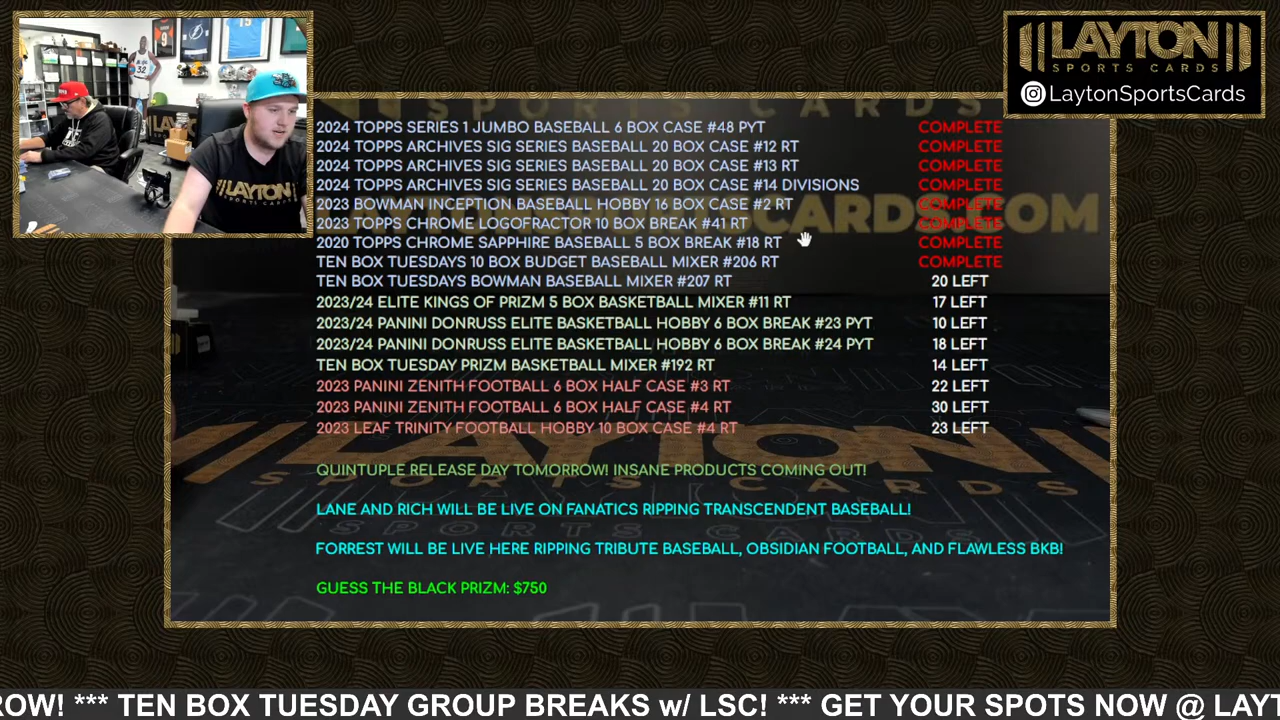 LAYTON
SPORTS CARDS
LaytonSportsCards
SPORTS CARDS
CARDS.COM
2024 TOPPS SERIES 1 JUMBO BASEBALL 6 BOX CASE #48 PYT COMPLETE
2024 TOPPS ARCHIVES SIG SERIES BASEBALL 20 BOX CASE #12 RT COMPLETE
2024 TOPPS ARCHIVES SIG SERIES BASEBALL 20 BOX CASE #13 RT COMPLETE
2024 TOPPS ARCHIVES SIG SERIES BASEBALL 20 BOX CASE #14 DIVISIONS COMPLETE
2023 BOWMAN INCEPTION BASEBALL HOBBY 16 BOX CASE #2 RT COMPLETE
2023 TOPPS CHROME LOGOFRACTOR 10 BOX BREAK #41 RT COMPLETE
2020 TOPPS CHROME SAPPHIRE BASEBALL 5 BOX BREAK #18 RT COMPLETE
TEN BOX TUESDAYS 10 BOX BUDGET BASEBALL MIXER #206 RT COMPLETE
TEN BOX TUESDAYS BOWMAN BASEBALL MIXER #207 RT 20 LEFT
2023/24 ELITE KINGS OF PRIZM 5 BOX BASKETBALL MIXER #11 RT 17 LEFT
2023/24 PANINI DONRUSS ELITE BASKETBALL HOBBY 6 BOX BREAK #23 PYT 10 LEFT
2023/24 PANINI DONRUSS ELITE BASKETBALL HOBBY 6 BOX BREAK #24 PYT 18 LEFT
TEN BOX TUESDAY PRIZM BASKETBALL MIXER #192 RT 14 LEFT
2023 PANINI ZENITH FOOTBALL 6 BOX HALF CASE #3 RT 22 LEFT
2023 PANINI ZENITH FOOTBALL 6 BOX HALF CASE #4 RT 30 LEFT
2023 LEAF TRINITY FOOTBALL HOBBY 10 BOX CASE #4 RT 23 LEFT
LAYTON
SPORTS CARDS
QUINTUPLE RELEASE DAY TOMORROW! INSANE PRODUCTS COMING OUT!
LANE AND RICH WILL BE LIVE ON FANATICS RIPPING TRANSCENDENT BASEBALL!
FORREST WILL BE LIVE HERE RIPPING TRIBUTE BASEBALL, OBSIDIAN FOOTBALL, AND FLAWLESS BKB!
GUESS THE BLACK PRIZM: $750
LAYTON
32
ROW! *** TEN BOX TUESDAY GROUP BREAKS w/ LSC! *** GET YOUR SPOTS NOW @ LAYT